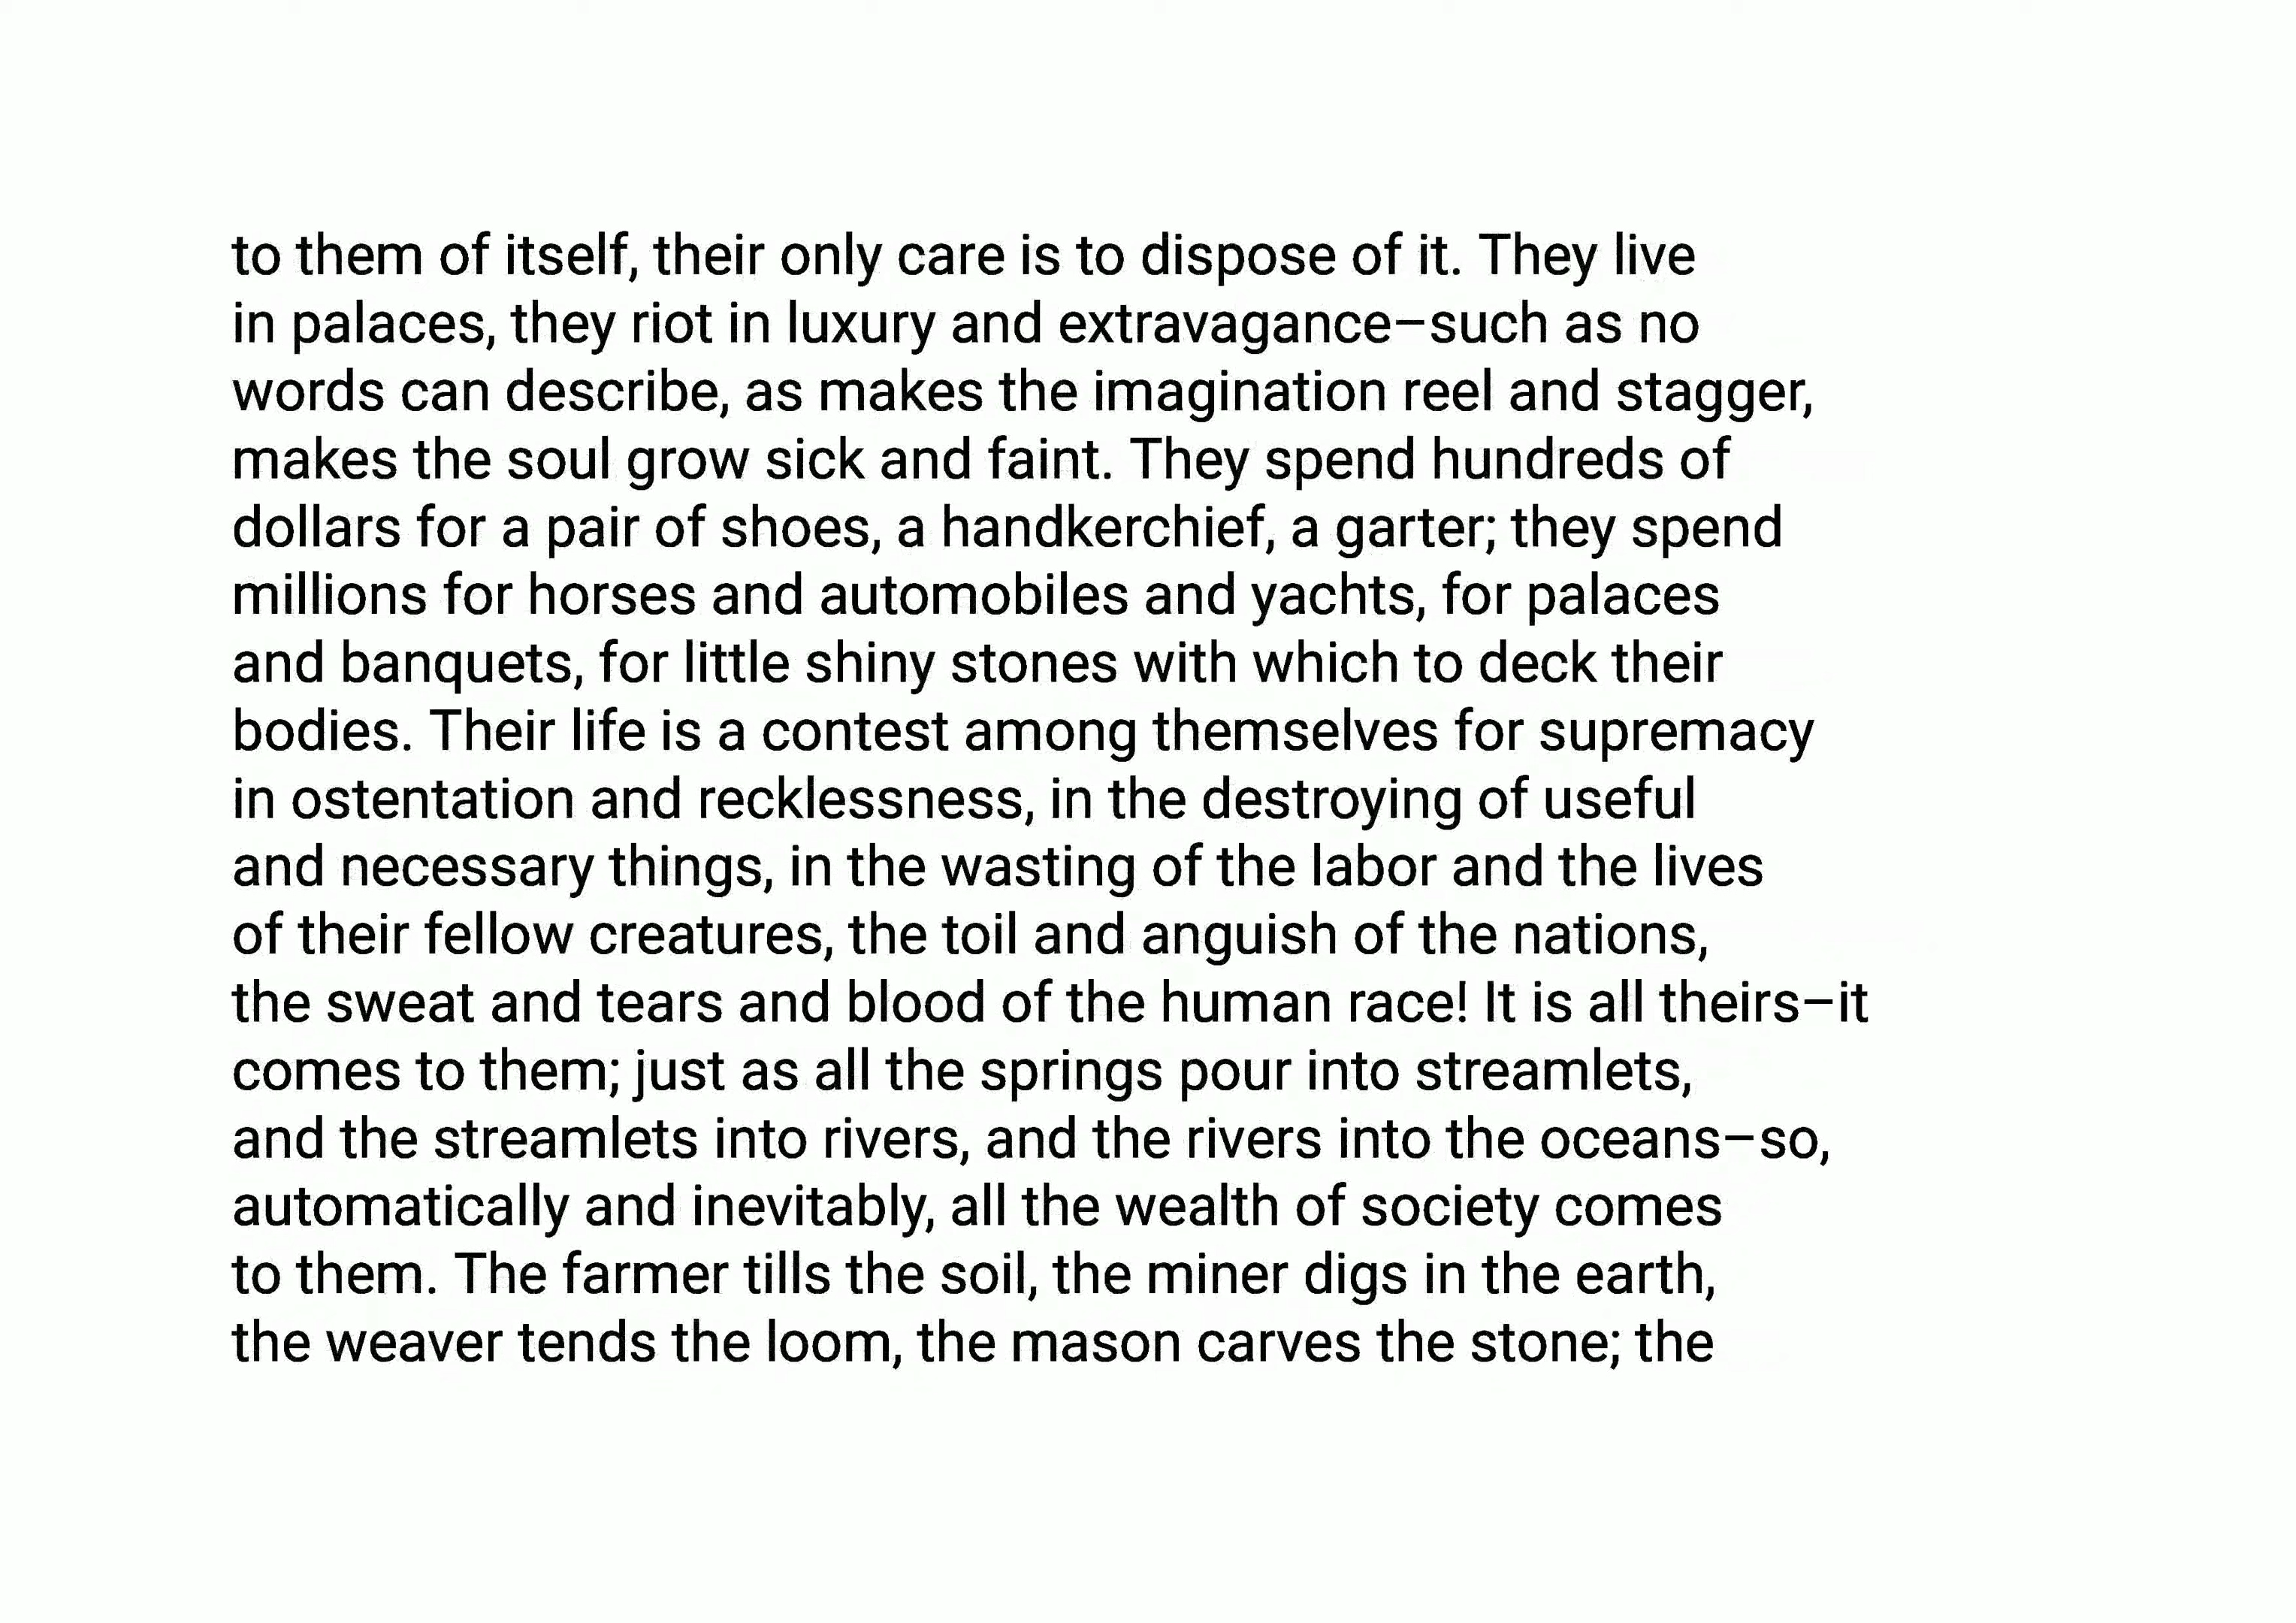 to them of itself, their only care is to dispose of it. They live
in palaces, they riot in luxury and extravagance–such as no
words can describe, as makes the imagination reel and stagger,
makes the soul grow sick and faint. They spend hundreds of
dollars for a pair of shoes, a handkerchief, a garter; they spend
millions for horses and automobiles and yachts, for palaces
and banquets, for little shiny stones with which to deck their
bodies. Their life is a contest among themselves for supremacy
in ostentation and recklessness, in the destroying of useful
and necessary things, in the wasting of the labor and the lives
of their fellow creatures, the toil and anguish of the nations,
the sweat and tears and blood of the human race! It is all theirs–it
comes to them; just as all the springs pour into streamlets,
and the streamlets into rivers, and the rivers into the oceans–so,
automatically and inevitably, all the wealth of society comes
to them. The farmer tills the soil, the miner digs in the earth,
the weaver tends the loom, the mason carves the stone; the